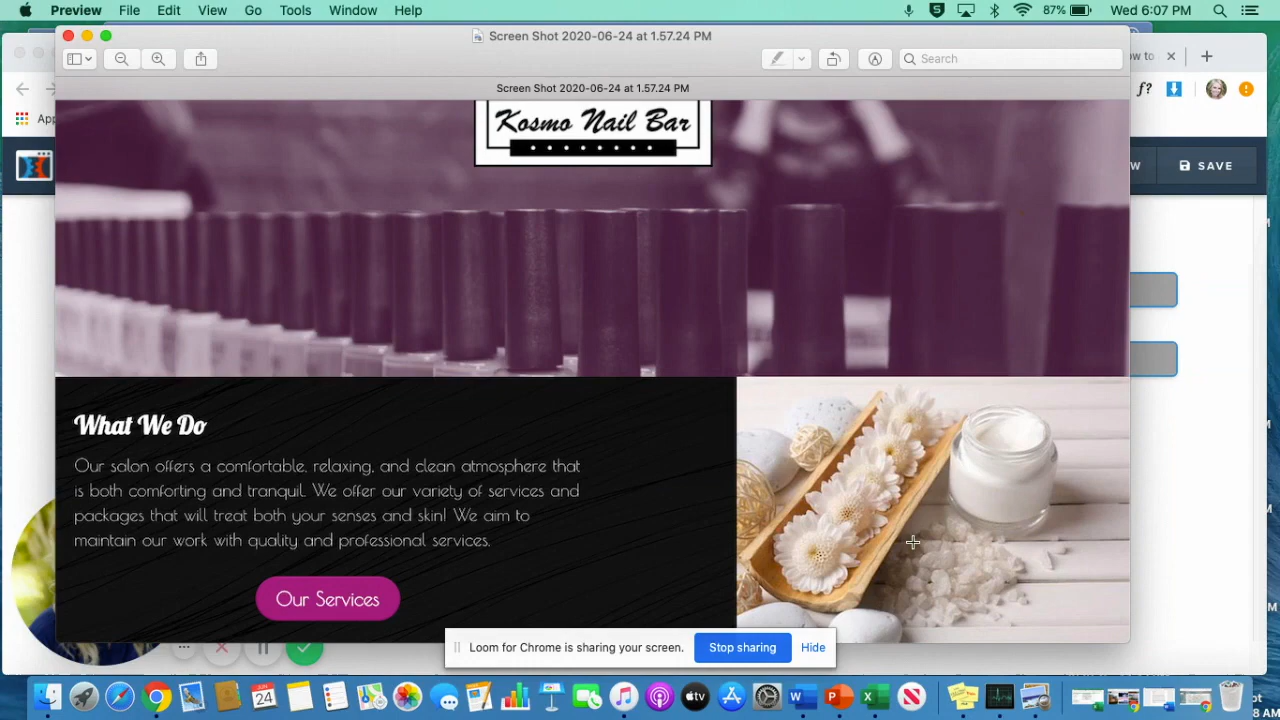 Preview File Edit View Go Tools Window Help
87% Wed 6:07 PM
Screen Shot 2020-06-24 at 1.57.24 PM
Search
Screen Shot 2020-06-24 at 1.57.24 PM
Kosmo Nail Bar
SAVE
What We Do
Our salon offers a comfortable, relaxing, and clean atmosphere that
is both comforting and tranquil. We offer our variety of services and
packages that will treat both your senses and skin! We aim to
maintain our work with quality and professional services.
Our Services
Loom for Chrome is sharing your screen. Stop sharing Hide
JUN
24
tv